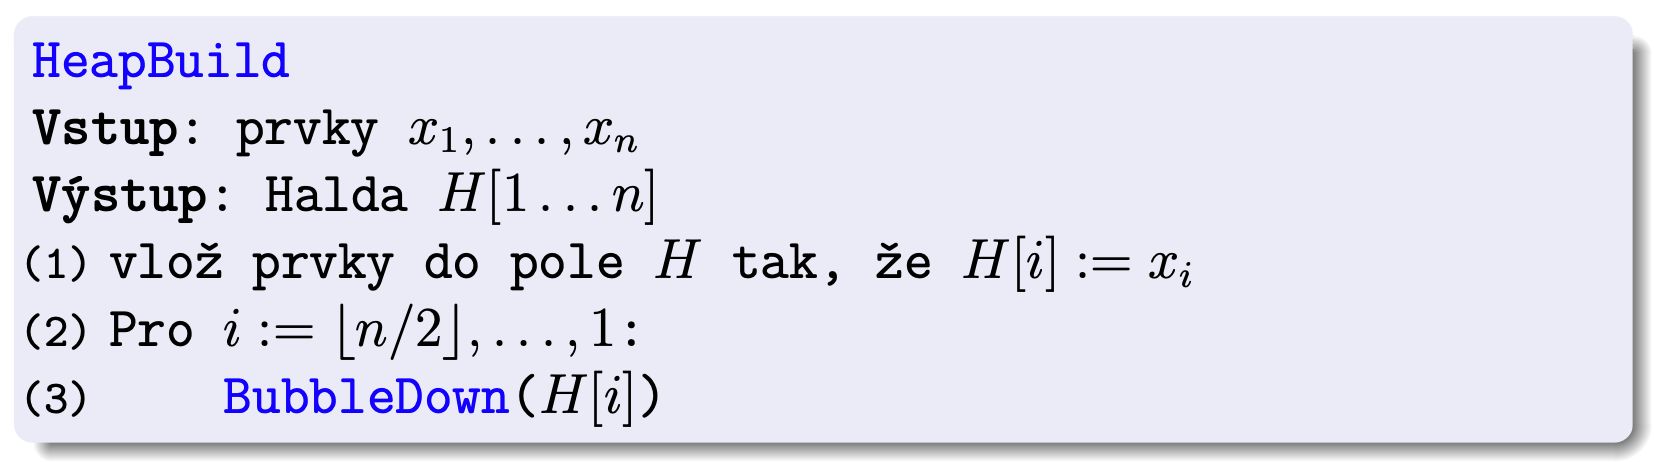 HeapBuild
Vstup: prvky x₁, ..., xₙ
Výstup: Halda H[1 ... n]
(1) vlož prvky do pole H tak, že H[i] := xᵢ
(2) Pro i := ⌊n/2⌋, ..., 1:
(3) BubbleDown(H[i])